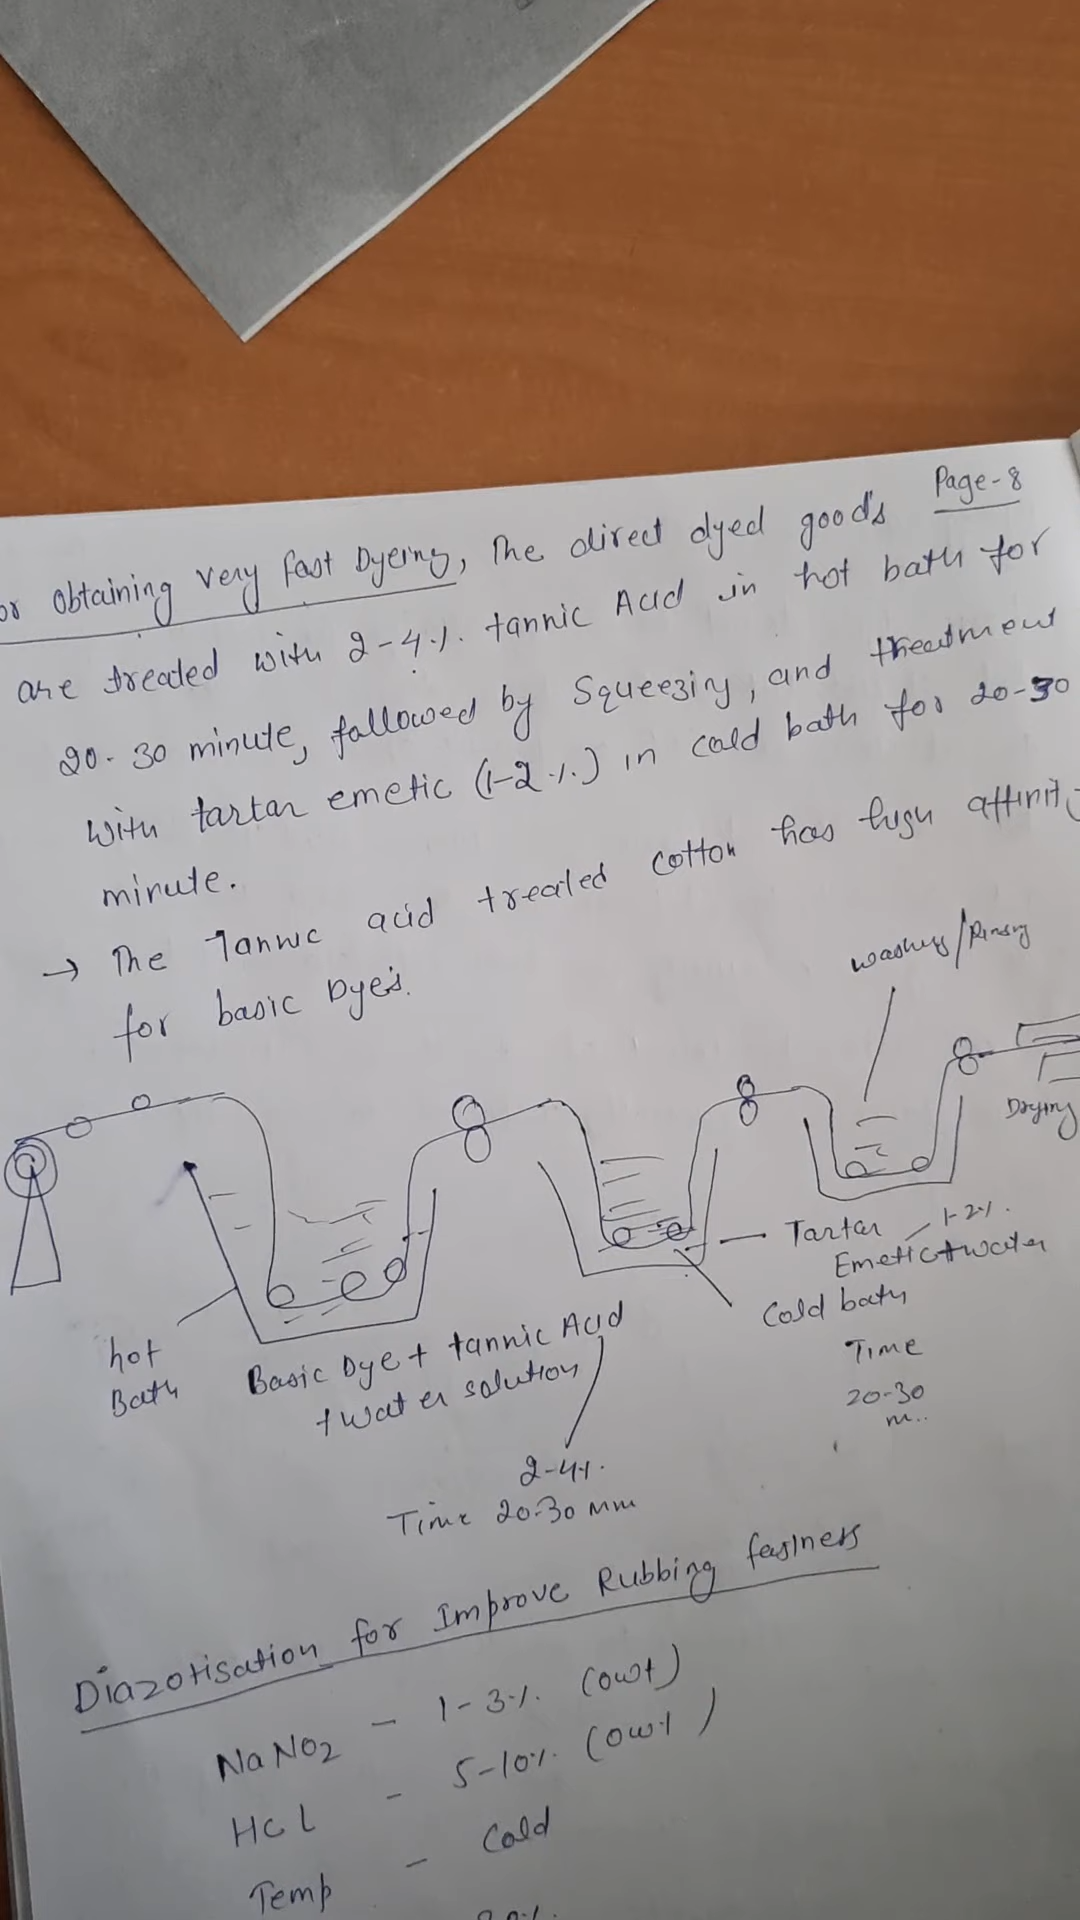 Page-8
or obtaining very fast Dyeing, The direct dyed good's
are treated with 2-4%. tannic Acid in hot bath for
20-30 minute, followed by Squeezing, and threatment
with tartar emetic (1-2%.) in cold bath for 20-30
minute.
→ The Tannic acid treated cotton has high affinity
for basic Dye's.
washing/Rinsing
Drying
hot
Bath
Basic Dye + tannic Acid
+ water solution
2-4%.
Time 20-30 min
Tartar
Emetic + water
1-2%.
Cold bath
Time
20-30
m..
Diazotisation for Improve Rubbing fastness
NaNO2 - 1-3%. (owt)
HCl - 5-10%. (owt)
Temp - Cold